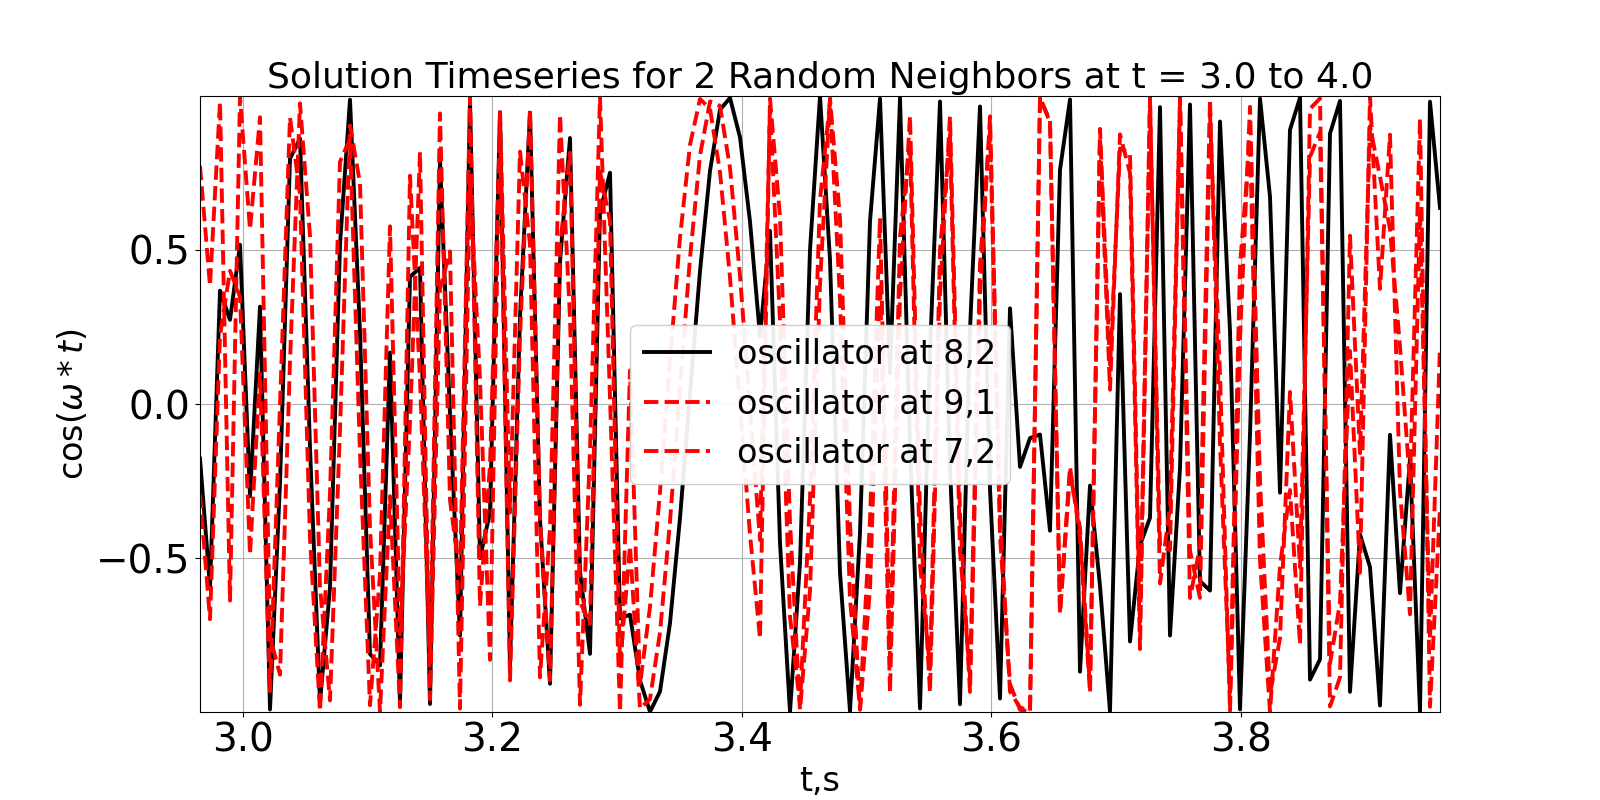 Solution Timeseries for 2 Random Neighbors at t = 3.0 to 4.0
cos(ω * t)
0.5
0.0
−0.5
oscillator at 8,2
oscillator at 9,1
oscillator at 7,2
3.0 3.2 3.4 3.6 3.8
t,s